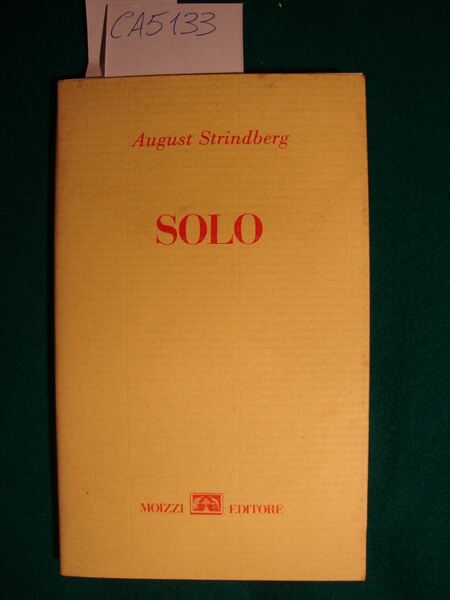 CA5133
August Strindberg
SOLO
MOIZZI EDITORE